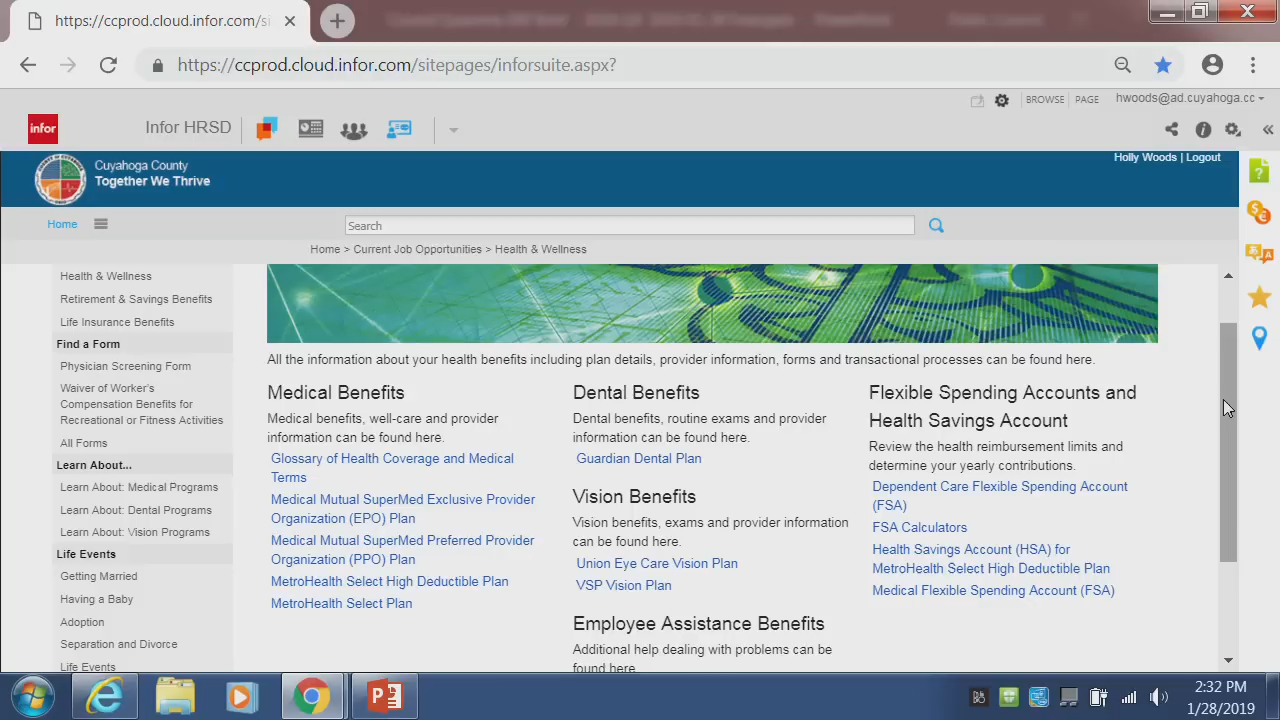 https://ccprod.cloud.infor.com/si
https://ccprod.cloud.infor.com/sitepages/inforsuite.aspx?
BROWSE PAGE hwoods@ad.cuyahoga.cc
infor Infor HRSD
Cuyahoga County
Together We Thrive
Holly Woods | Logout
Home Search
Home > Current Job Opportunities > Health & Wellness
Health & Wellness
Retirement & Savings Benefits
Life Insurance Benefits
Find a Form
Physician Screening Form
Waiver of Worker's
Compensation Benefits for
Recreational or Fitness Activities
All Forms
Learn About...
Learn About: Medical Programs
Learn About: Dental Programs
Learn About: Vision Programs
Life Events
Getting Married
Having a Baby
Adoption
Separation and Divorce
Life Events
All the information about your health benefits including plan details, provider information, forms and transactional processes can be found here.
Medical Benefits
Medical benefits, well-care and provider
information can be found here.
Glossary of Health Coverage and Medical
Terms
Medical Mutual SuperMed Exclusive Provider
Organization (EPO) Plan
Medical Mutual SuperMed Preferred Provider
Organization (PPO) Plan
MetroHealth Select High Deductible Plan
MetroHealth Select Plan
Dental Benefits
Dental benefits, routine exams and provider
information can be found here.
Guardian Dental Plan
Vision Benefits
Vision benefits, exams and provider information
can be found here.
Union Eye Care Vision Plan
VSP Vision Plan
Employee Assistance Benefits
Additional help dealing with problems can be
found here.
Flexible Spending Accounts and
Health Savings Account
Review the health reimbursement limits and
determine your yearly contributions.
Dependent Care Flexible Spending Account
(FSA)
FSA Calculators
Health Savings Account (HSA) for
MetroHealth Select High Deductible Plan
Medical Flexible Spending Account (FSA)
2:32 PM
1/28/2019